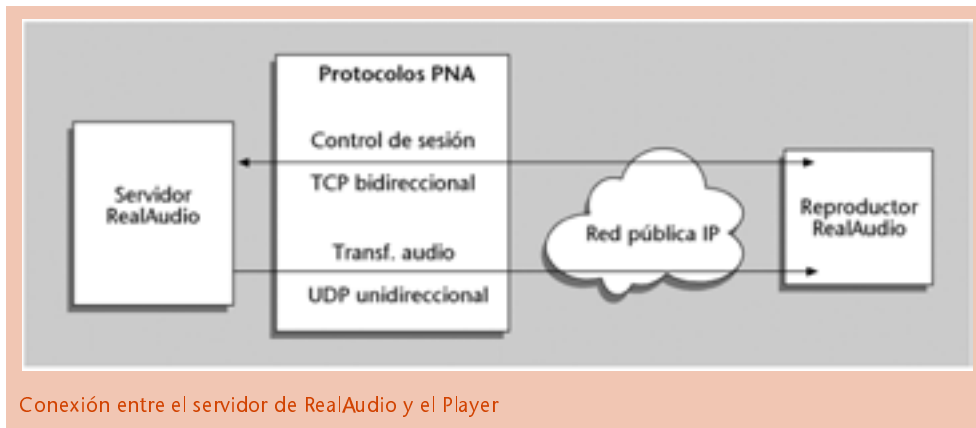 Protocolos PNA
Control de sesión
TCP bidireccional
Servidor
RealAudio
Transf. audio
UDP unidireccional
Red pública IP
Reproductor
RealAudio
Conexión entre el servidor de RealAudio y el Player